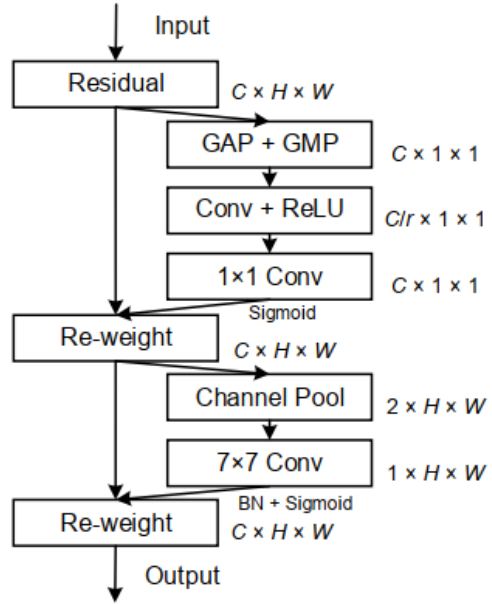 Input
Residual
C × H × W
GAP + GMP
C × 1 × 1
Conv + ReLU
C/r × 1 × 1
1×1 Conv
C × 1 × 1
Sigmoid
Re-weight
C × H × W
Channel Pool
2 × H × W
7×7 Conv
1 × H × W
BN + Sigmoid
Re-weight
C × H × W
Output